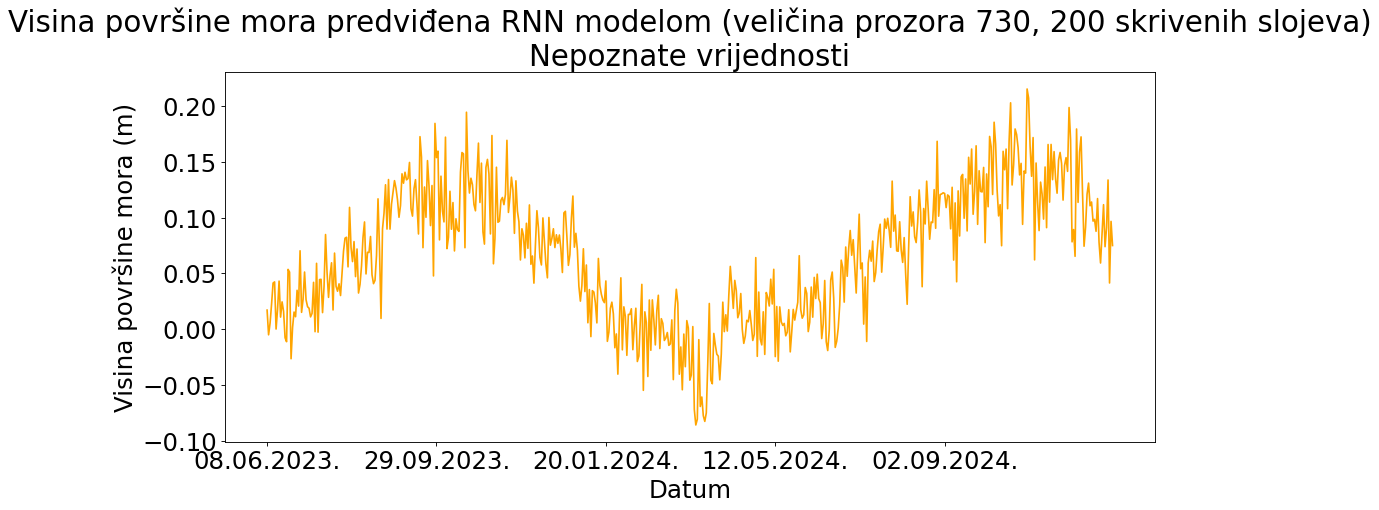 Visina površine mora predviđena RNN modelom (veličina prozora 730, 200 skrivenih slojeva)
Nepoznate vrijednosti
Visina površine mora (m)
0.20
0.15
0.10
0.05
0.00
−0.05
−0.10
08.06.2023. 29.09.2023. 20.01.2024. 12.05.2024. 02.09.2024.
Datum